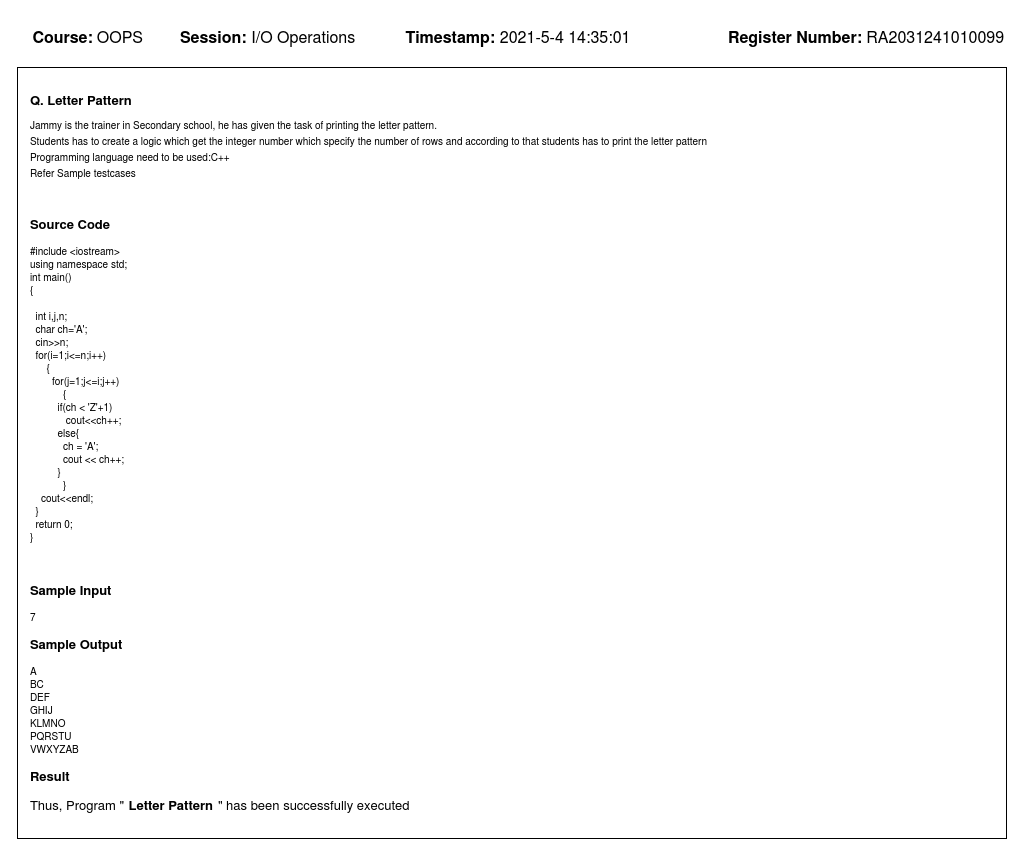 Course: OOPS Session: I/O Operations Timestamp: 2021-5-4 14:35:01 Register Number: RA2031241010099
Q. Letter Pattern
Jammy is the trainer in Secondary school, he has given the task of printing the letter pattern.
Students has to create a logic which get the integer number which specify the number of rows and according to that students has to print the letter pattern
Programming language need to be used:C++
Refer Sample testcases
Source Code
#include <iostream>
using namespace std;
int main()
{
int i,j,n;
char ch='A';
cin>>n;
for(i=1;i<=n;i++)
{
for(j=1;j<=i;j++)
{
if(ch < 'Z'+1)
cout<<ch++;
else{
ch = 'A';
cout << ch++;
}
}
cout<<endl;
}
return 0;
}
Sample Input
7
Sample Output
A
BC
DEF
GHIJ
KLMNO
PQRSTU
VWXYZAB
Result
Thus, Program " Letter Pattern " has been successfully executed